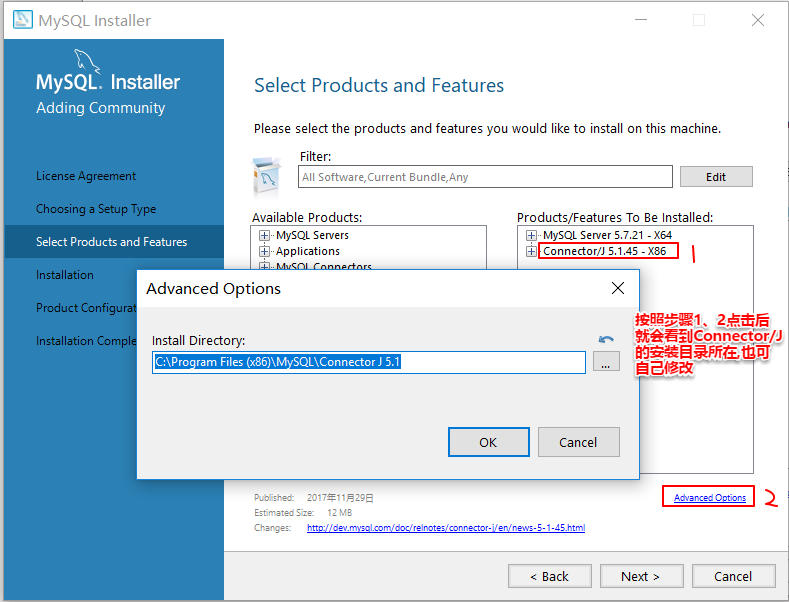 MySQL Installer
MySQL. Installer
Adding Community
License Agreement
Choosing a Setup Type
Select Products and Features
Installation
Product Configurat
Installation Comple
Select Products and Features
Please select the products and features you would like to install on this machine.
Filter:
All Software,Current Bundle,Any
Edit
Available Products:
MySQL Servers
Applications
MySQL Connectors
Products/Features To Be Installed:
MySQL Server 5.7.21 - X64
Connector/J 5.1.45 - X86
1
Advanced Options
Install Directory:
C:\Program Files (x86)\MySQL\Connector J 5.1
...
OK
Cancel
按照步骤1、2点击后
就会看到Connector/J
的安装目录所在,也可
自己修改
Published: 2017年11月29日
Estimated Size: 12 MB
Changes: http://dev.mysql.com/doc/relnotes/connector-j/en/news-5-1-45.html
Advanced Options
2
< Back
Next >
Cancel